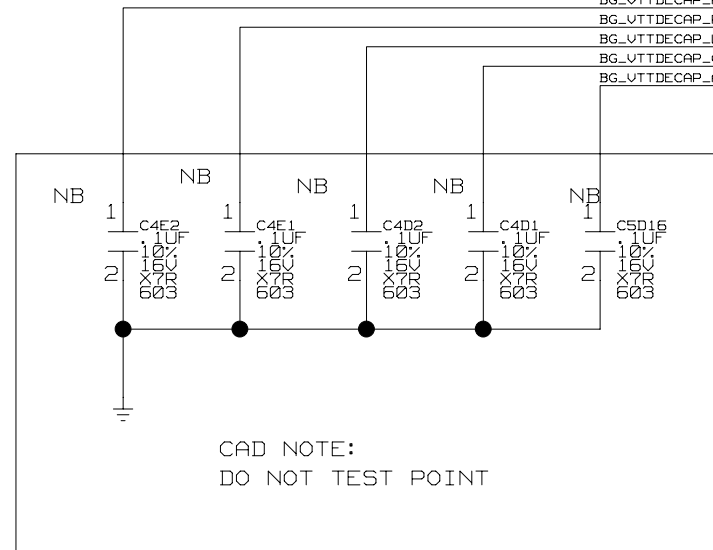 BG_VTTDECAP_
BG_VTTDECAP_
BG_VTTDECAP_
BG_VTTDECAP_
BG_VTTDECAP_
NB NB NB NB NB
1 C4E2 1 C4E1 1 C4D2 1 C4D1 1 C5D16
.1UF .1UF .1UF .1UF .1UF
10% 10% 10% 10% 10%
2 16V 2 16V 2 16V 2 16V 2 16V
X7R X7R X7R X7R X7R
603 603 603 603 603
CAD NOTE:
DO NOT TEST POINT